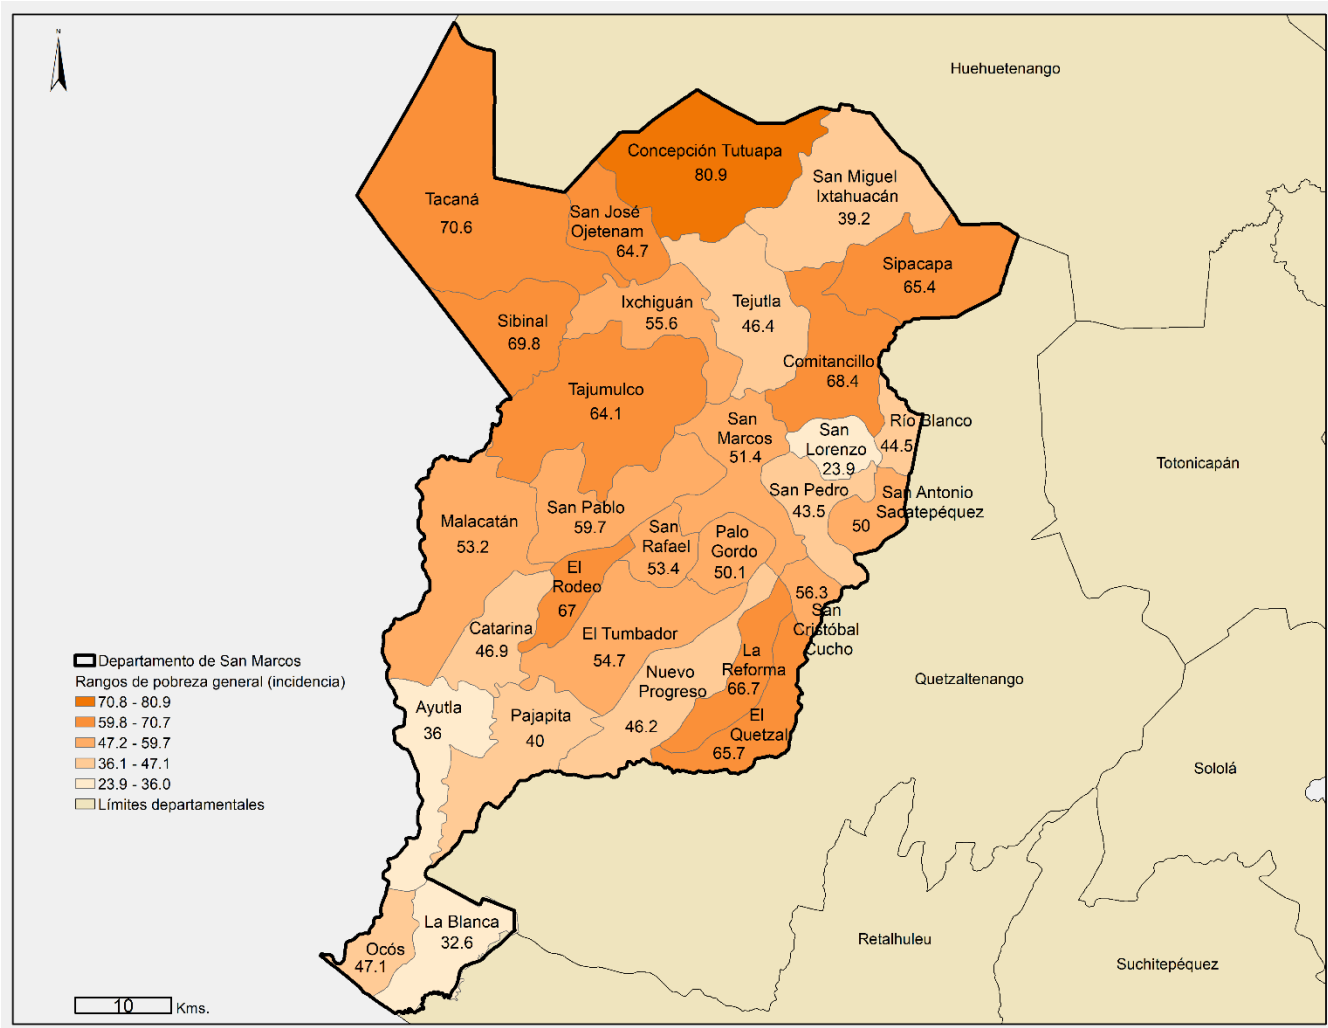 N
Huehuetenango
Concepción Tutuapa
80.9
San Miguel
Ixtahuacán
39.2
Tacaná
70.6
San José
Ojetenam
64.7
Sipacapa
65.4
Ixchiguán
55.6
Tejutla
46.4
Sibinal
69.8
Comitancillo
68.4
Tajumulco
64.1
San
Marcos
51.4
San
Lorenzo
23.9
Río Blanco
44.5
Totonicapán
San Pedro
43.5
San Antonio
Sacatepéquez
50
Malacatán
53.2
San Pablo
59.7
San
Rafael
53.4
Palo
Gordo
50.1
El
Rodeo
67
56.3
San
Cristóbal
Cucho
Catarina
46.9
El Tumbador
54.7
La
Reforma
66.7
Nuevo
Progreso
46.2
Quetzaltenango
El
Quetzal
65.7
Ayutla
36
Pajapita
40
Departamento de San Marcos
Rangos de pobreza general (incidencia)
70.8 - 80.9
59.8 - 70.7
47.2 - 59.7
36.1 - 47.1
23.9 - 36.0
Límites departamentales
Sololá
La Blanca
32.6
Ocós
47.1
Retalhuleu
Suchitepéquez
10 Kms.